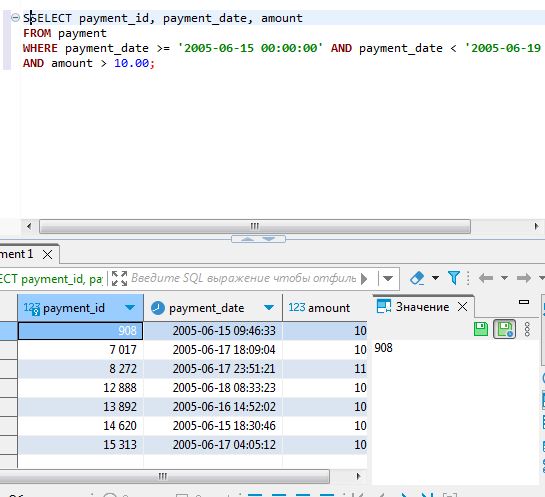 SSELECT payment_id, payment_date, amount
FROM payment
WHERE payment_date >= '2005-06-15 00:00:00' AND payment_date < '2005-06-19
AND amount > 10.00;
ment 1
ECT payment_id, pa
Введите SQL выражение чтобы отфиль
123 payment_id payment_date 123 amount Значение
908 2005-06-15 09:46:33 10 908
7 017 2005-06-17 18:09:04 10
8 272 2005-06-17 23:51:21 11
12 888 2005-06-18 08:33:23 10
13 892 2005-06-16 14:52:02 10
14 620 2005-06-15 18:30:46 10
15 313 2005-06-17 04:05:12 10